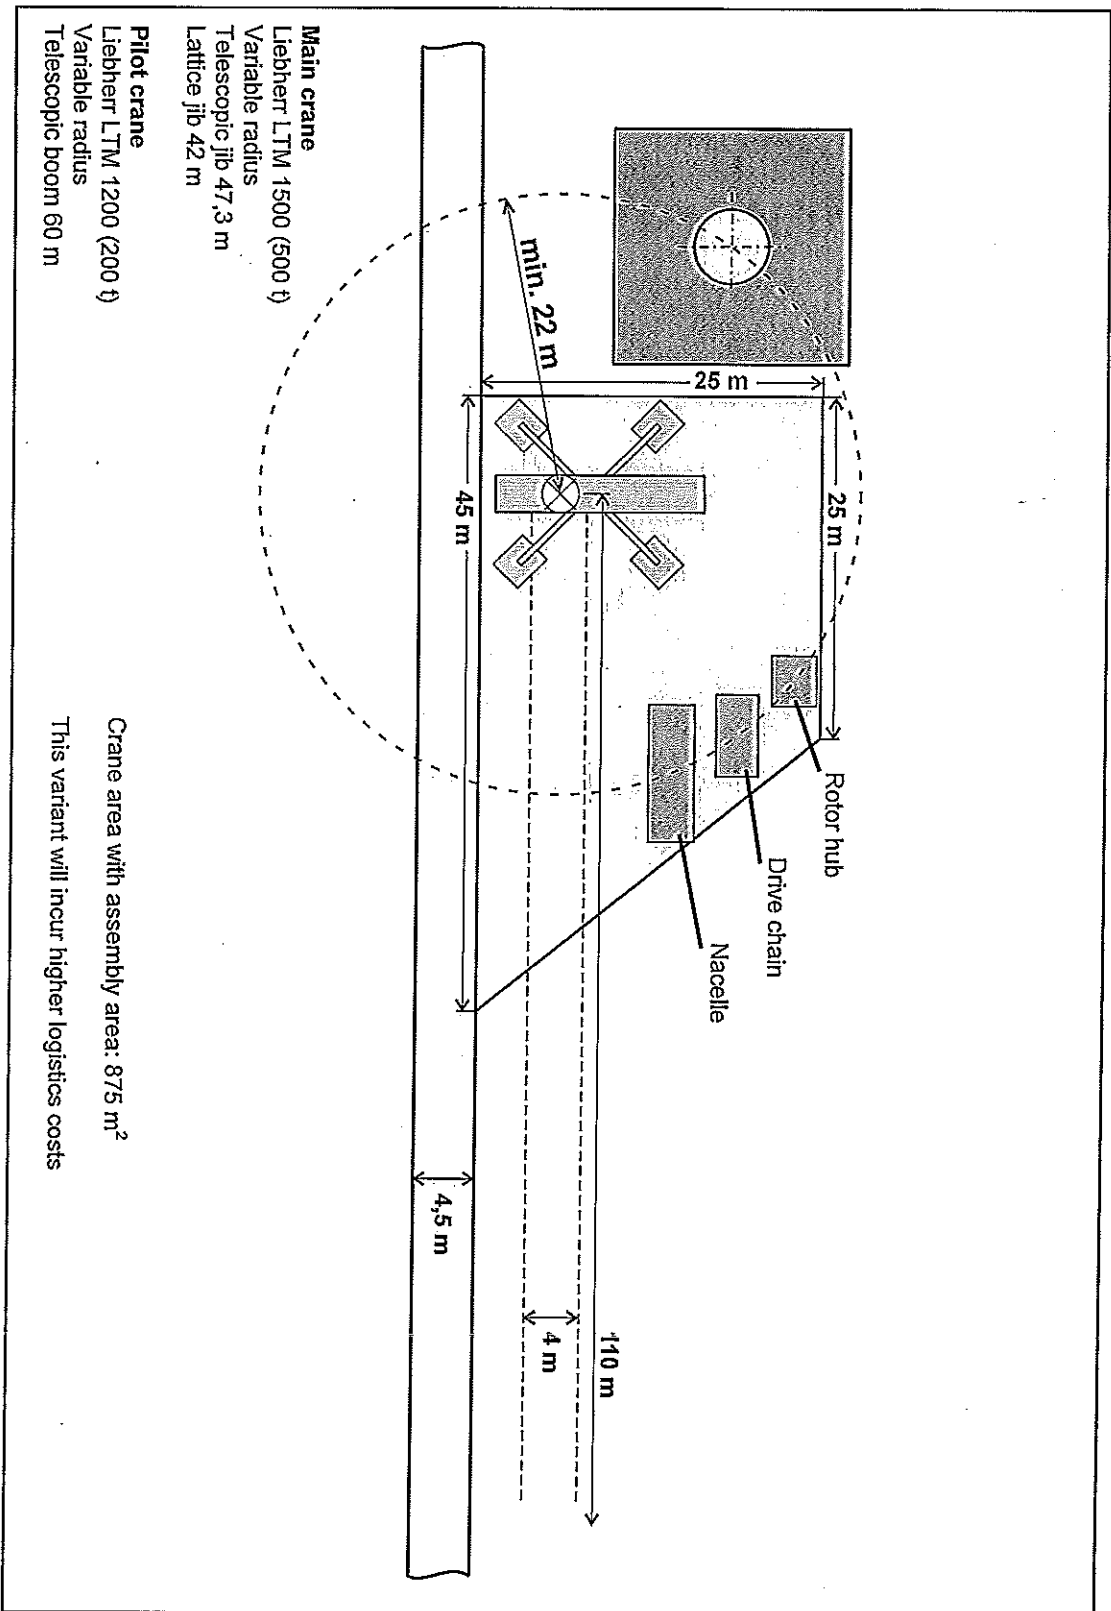 25 m
25 m
min. 22 m
45 m
Rotor hub
Drive chain
Nacelle
110 m
4 m
4,5 m
Main crane
Liebherr LTM 1500 (500 t)
Variable radius
Telescopic jib 47,3 m
Lattice jib 42 m
Pilot crane
Liebherr LTM 1200 (200 t)
Variable radius
Telescopic boom 60 m
Crane area with assembly area: 875 m²
This variant will incur higher logistics costs